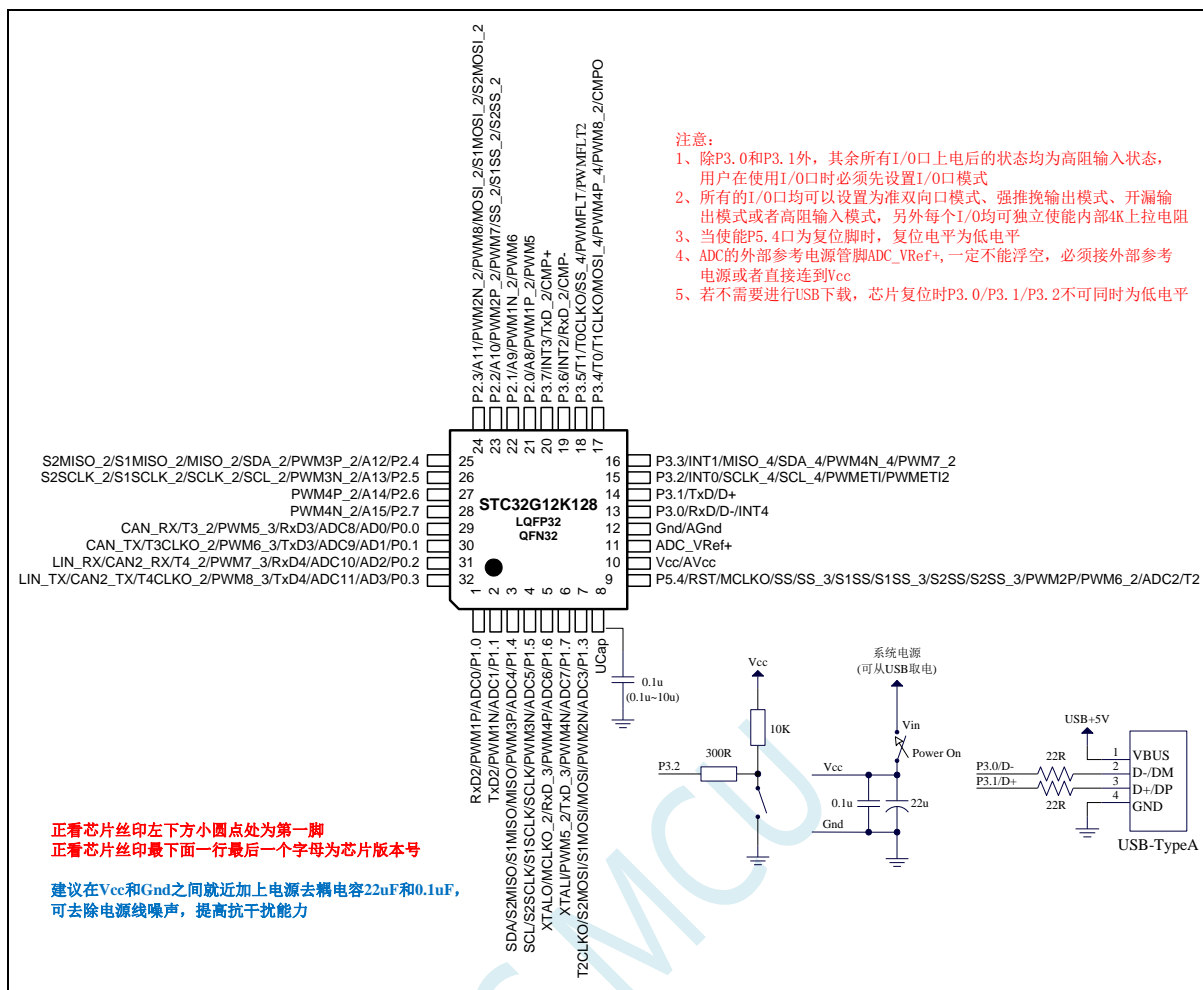 P2.3/A11/PWM2N_2/PWM8/MOSI_2/S1MOSI_2/S2MOSI_2
P2.2/A10/PWM2P_2/PWM7/SS_2/S1SS_2/S2SS_2
P2.1/A9/PWM1N_2/PWM6
P2.0/A8/PWM1P_2/PWM5
P3.7/INT3/TxD_2/CMP+
P3.6/INT2/RxD_2/CMP-
P3.5/T1/T0CLKO/SS_4/PWMFLT/PWMFLT2
P3.4/T0/T1CLKO/MOSI_4/PWM4P_4/PWM8_2/CMPO
注意:
1、除P3.0和P3.1外，其余所有I/O口上电后的状态均为高阻输入状态，
用户在使用I/O口时必须先设置I/O口模式
2、所有的I/O口均可以设置为准双向口模式、强推挽输出模式、开漏输
出模式或者高阻输入模式，另外每个I/O均可独立使能内部4K上拉电阻
3、当使能P5.4口为复位脚时，复位电平为低电平
4、ADC的外部参考电源管脚ADC_VRef+,一定不能浮空，必须接外部参考
电源或者直接连到Vcc
5、若不需要进行USB下载，芯片复位时P3.0/P3.1/P3.2不可同时为低电平
24 23 22 21 20 19 18 17
S2MISO_2/S1MISO_2/MISO_2/SDA_2/PWM3P_2/A12/P2.4 25
S2SCLK_2/S1SCLK_2/SCLK_2/SCL_2/PWM3N_2/A13/P2.5 26
PWM4P_2/A14/P2.6 27
PWM4N_2/A15/P2.7 28
CAN_RX/T3_2/PWM5_3/RxD3/ADC8/AD0/P0.0 29
CAN_TX/T3CLKO_2/PWM6_3/TxD3/ADC9/AD1/P0.1 30
LIN_RX/CAN2_RX/T4_2/PWM7_3/RxD4/ADC10/AD2/P0.2 31
LIN_TX/CAN2_TX/T4CLKO_2/PWM8_3/TxD4/ADC11/AD3/P0.3 32
STC32G12K128
LQFP32
QFN32
16 P3.3/INT1/MISO_4/SDA_4/PWM4N_4/PWM7_2
15 P3.2/INT0/SCLK_4/SCL_4/PWMETI/PWMETI2
14 P3.1/TxD/D+
13 P3.0/RxD/D-/INT4
12 Gnd/AGnd
11 ADC_VRef+
10 Vcc/AVcc
9 P5.4/RST/MCLKO/SS/SS_3/S1SS/S1SS_3/S2SS/S2SS_3/PWM2P/PWM6_2/ADC2/T2
1 2 3 4 5 6 7 8
RxD2/PWM1P/ADC0/P1.0
TxD2/PWM1N/ADC1/P1.1
SDA/S2MISO/S1MISO/MISO/PWM3P/ADC4/P1.4
SCL/S2SCLK/S1SCLK/SCLK/PWM3N/ADC5/P1.5
XTALO/MCLKO_2/RxD_3/PWM4P/ADC6/P1.6
XTALI/PWM5_2/TxD_3/PWM4N/ADC7/P1.7
T2CLKO/S2MOSI/S1MOSI/MOSI/PWM2N/ADC3/P1.3
UCap
0.1u
(0.1u~10u)
Vcc
10K
300R
P3.2
系统电源
(可从USB取电)
Vin
Power On
Vcc
0.1u
22u
Gnd
USB+5V
P3.0/D-
P3.1/D+
22R
22R
1 VBUS
2 D-/DM
3 D+/DP
4 GND
USB-TypeA
正看芯片丝印左下方小圆点处为第一脚
正看芯片丝印最下面一行最后一个字母为芯片版本号
建议在Vcc和Gnd之间就近加上电源去耦电容22uF和0.1uF，
可去除电源线噪声，提高抗干扰能力
MCU